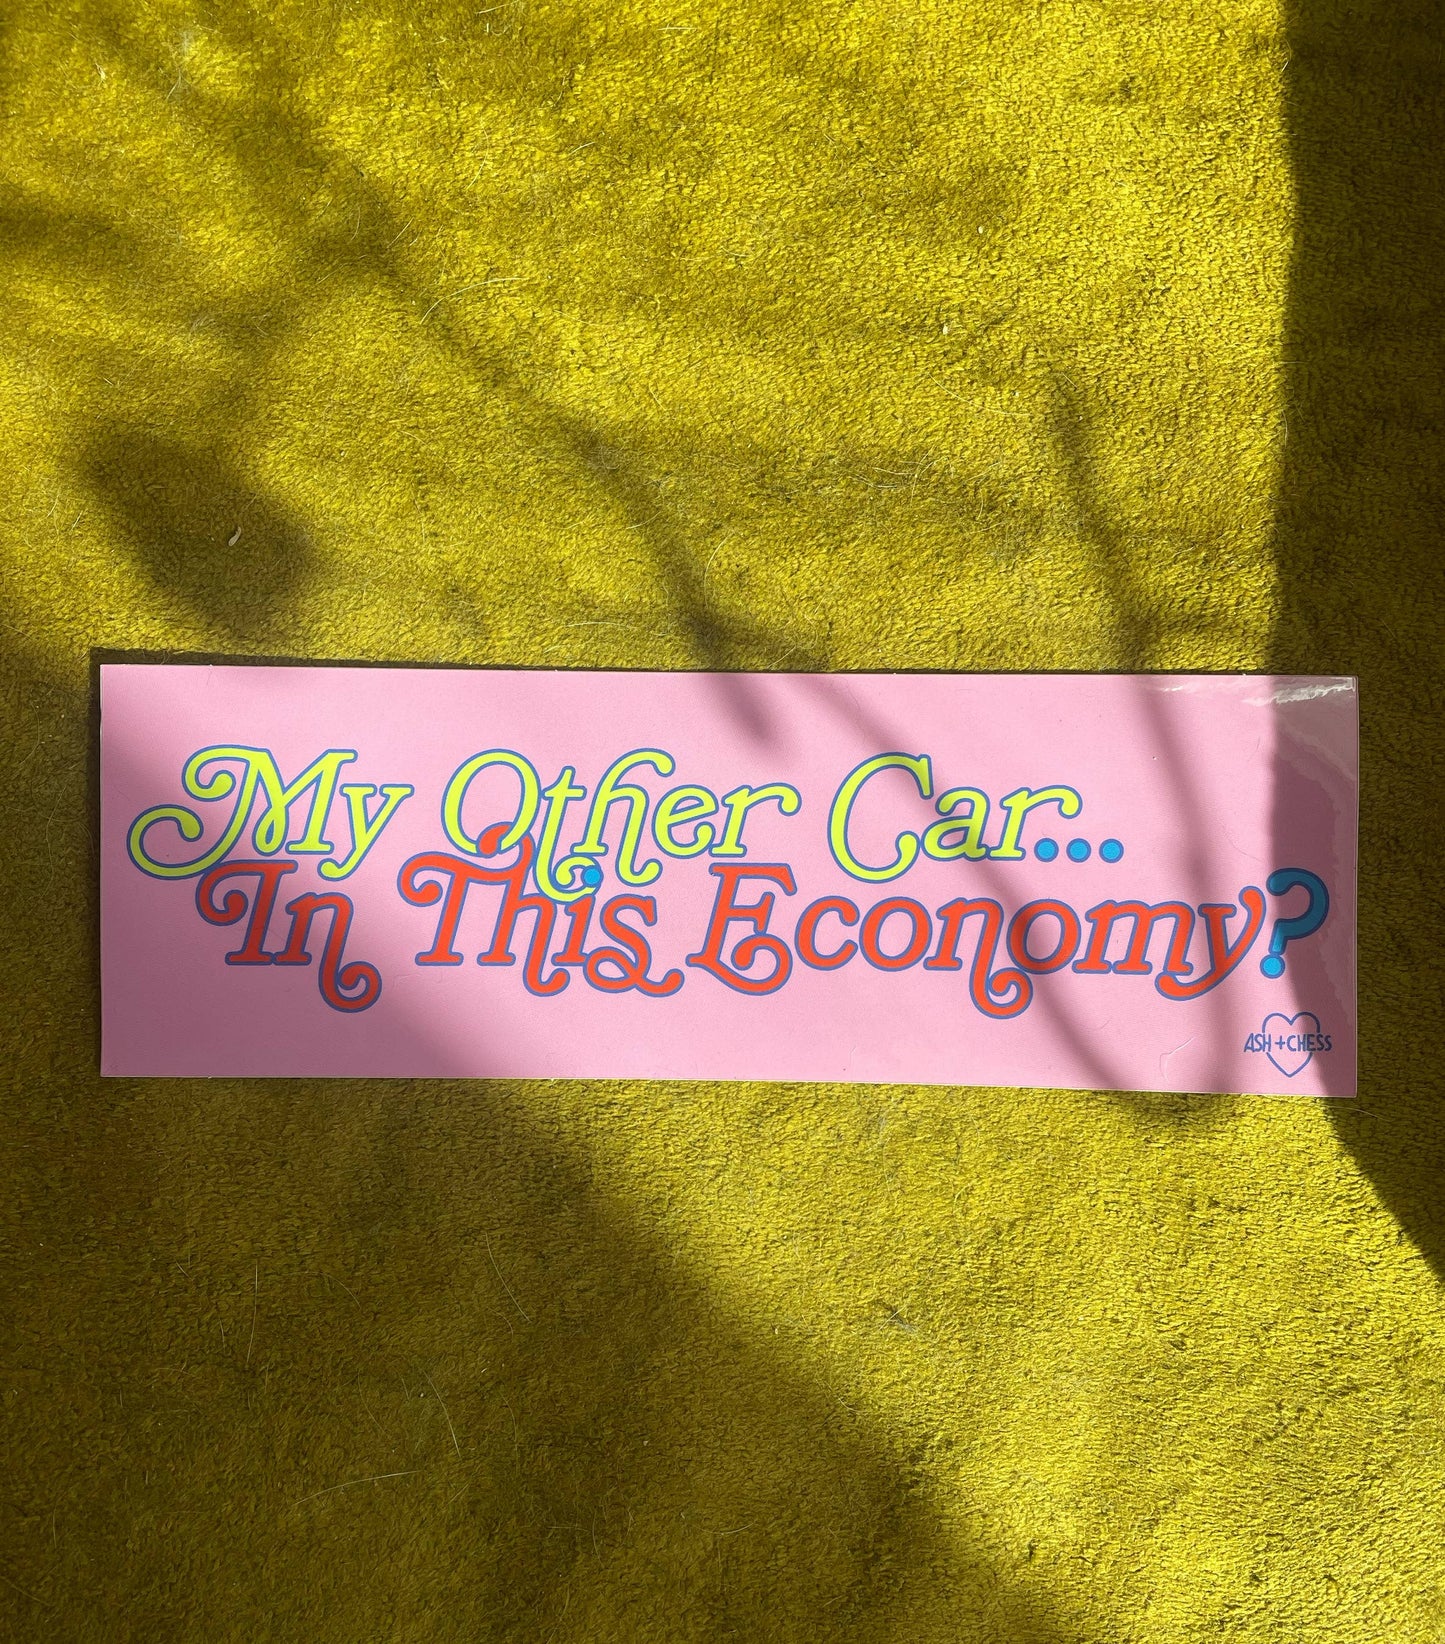 My Other Car...
In This Economy?
ASH + CHESS